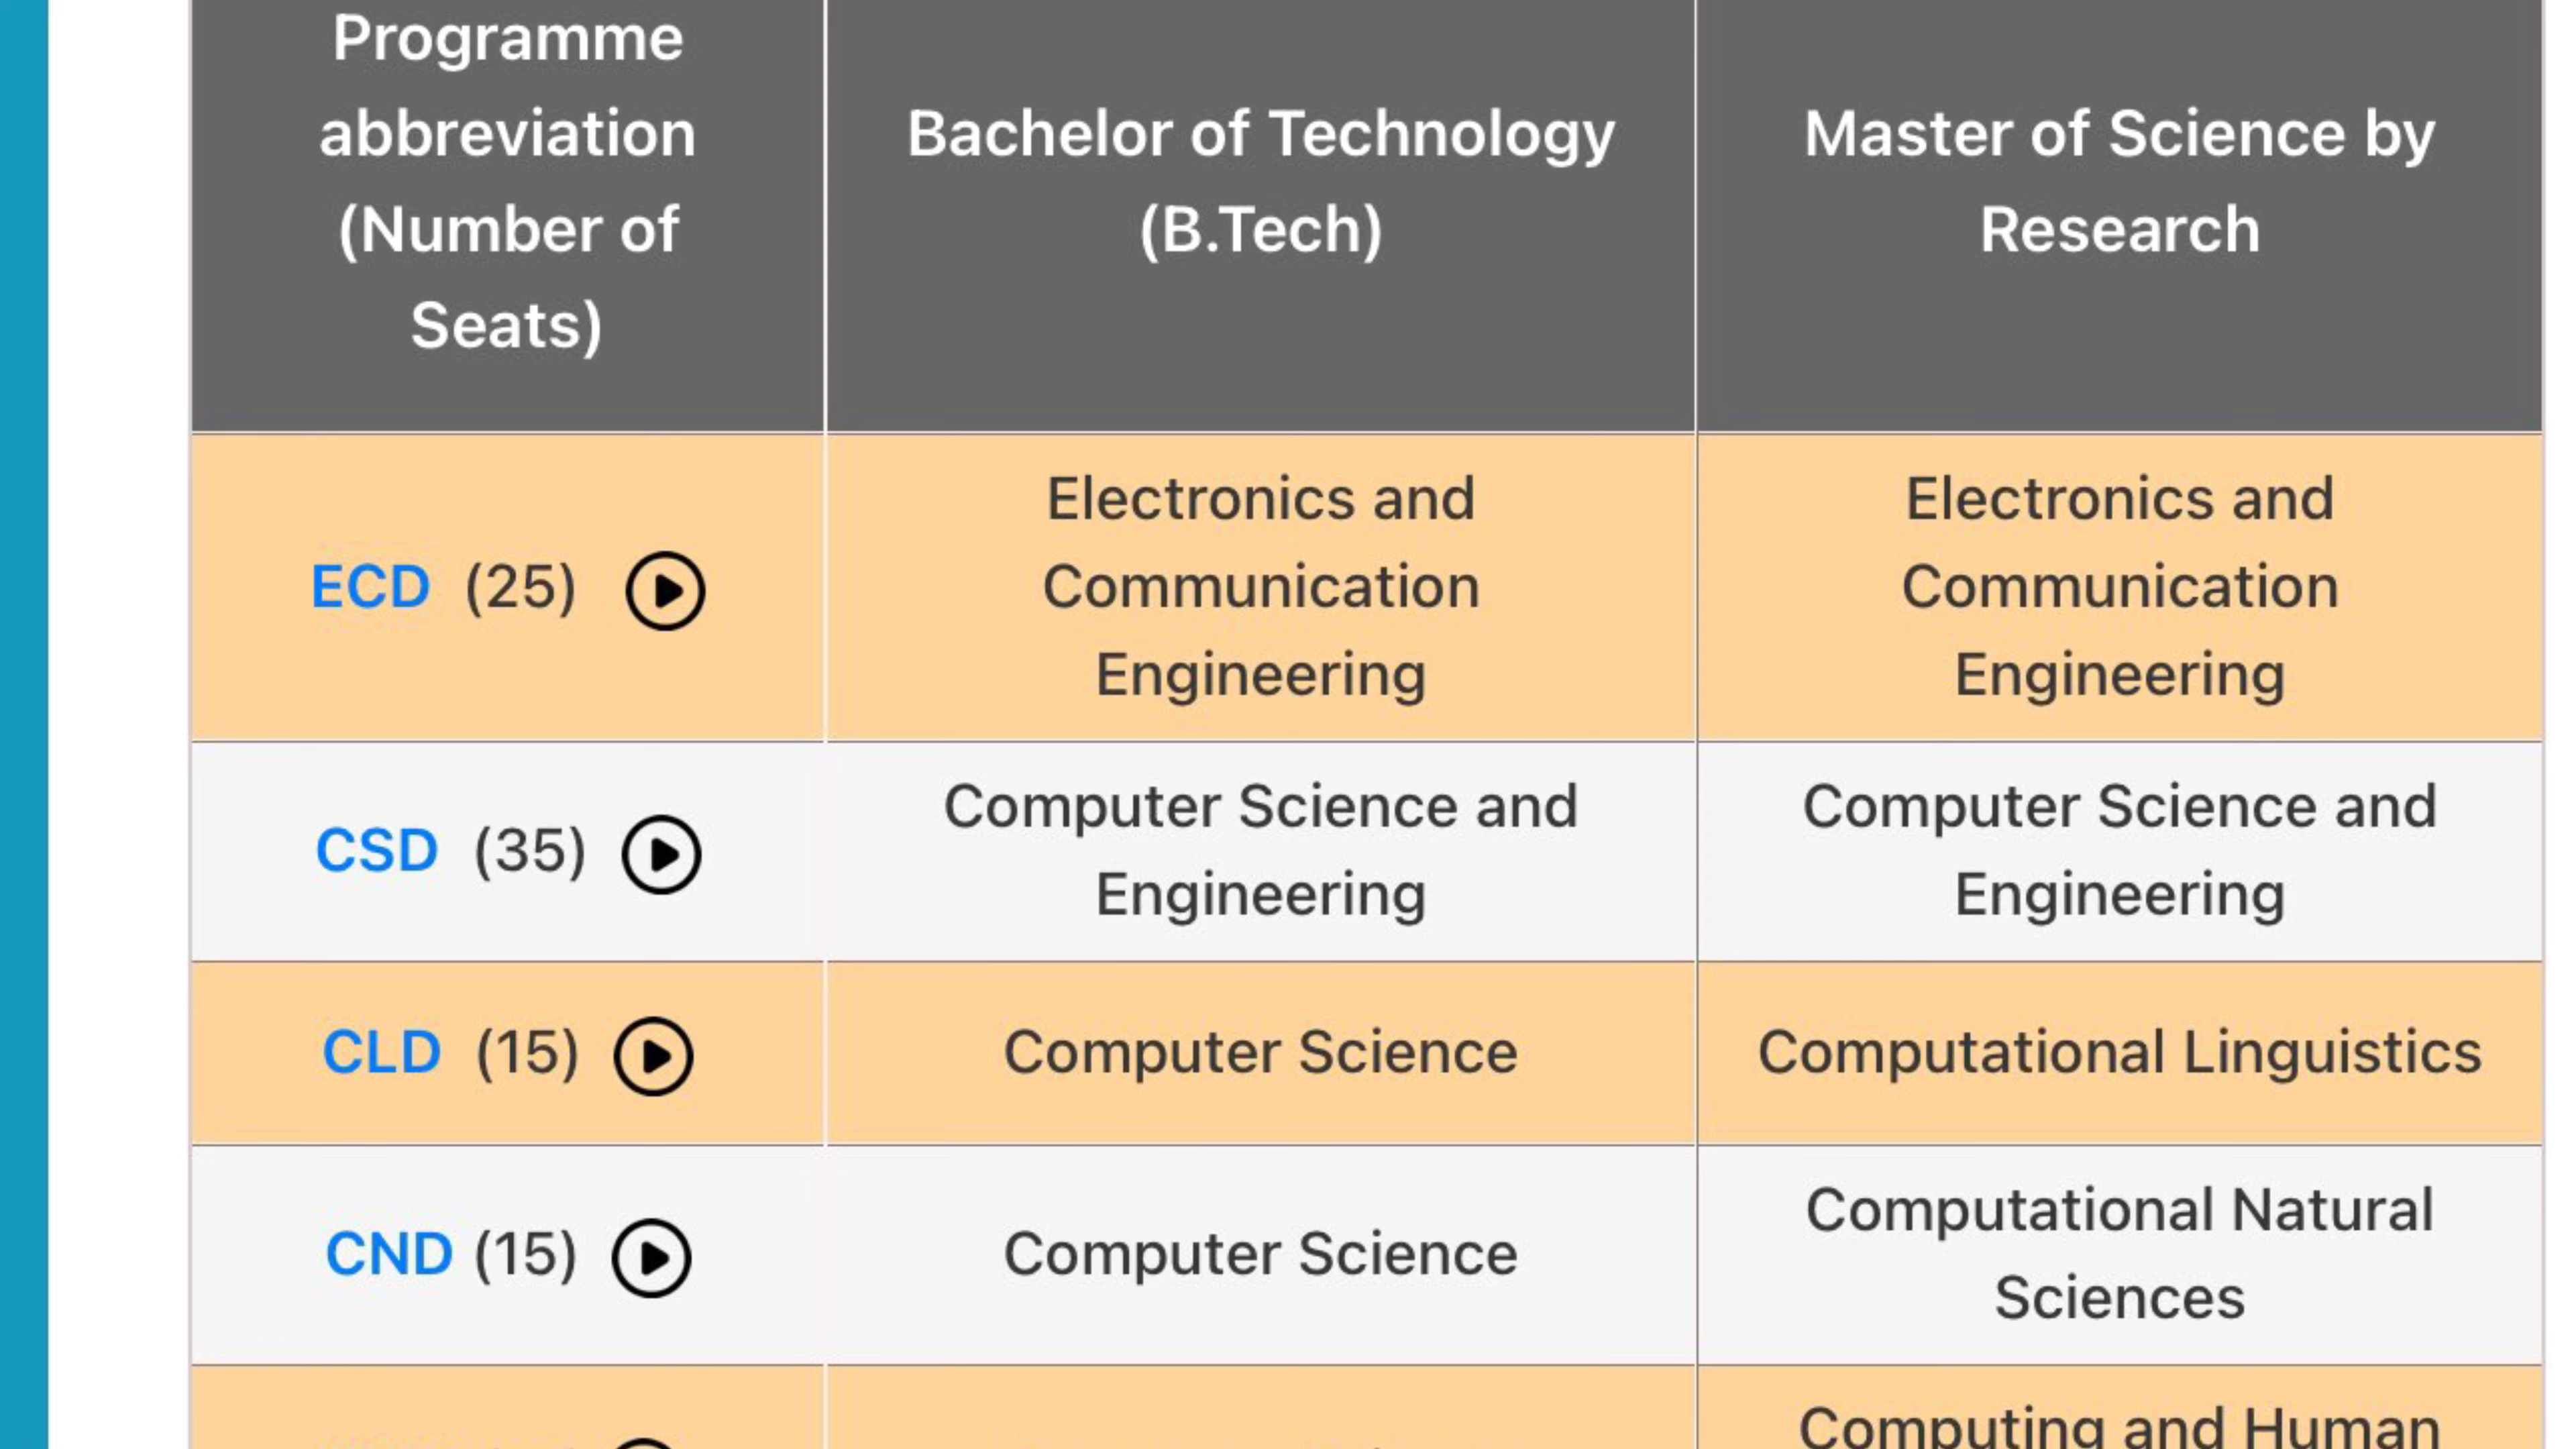 Programme
abbreviation
(Number of
Seats)
Bachelor of Technology
(B.Tech)
Master of Science by
Research
ECD (25)
Electronics and
Communication
Engineering
Electronics and
Communication
Engineering
CSD (35)
Computer Science and
Engineering
Computer Science and
Engineering
CLD (15)
Computer Science
Computational Linguistics
CND (15)
Computer Science
Computational Natural
Sciences
Computing and Human